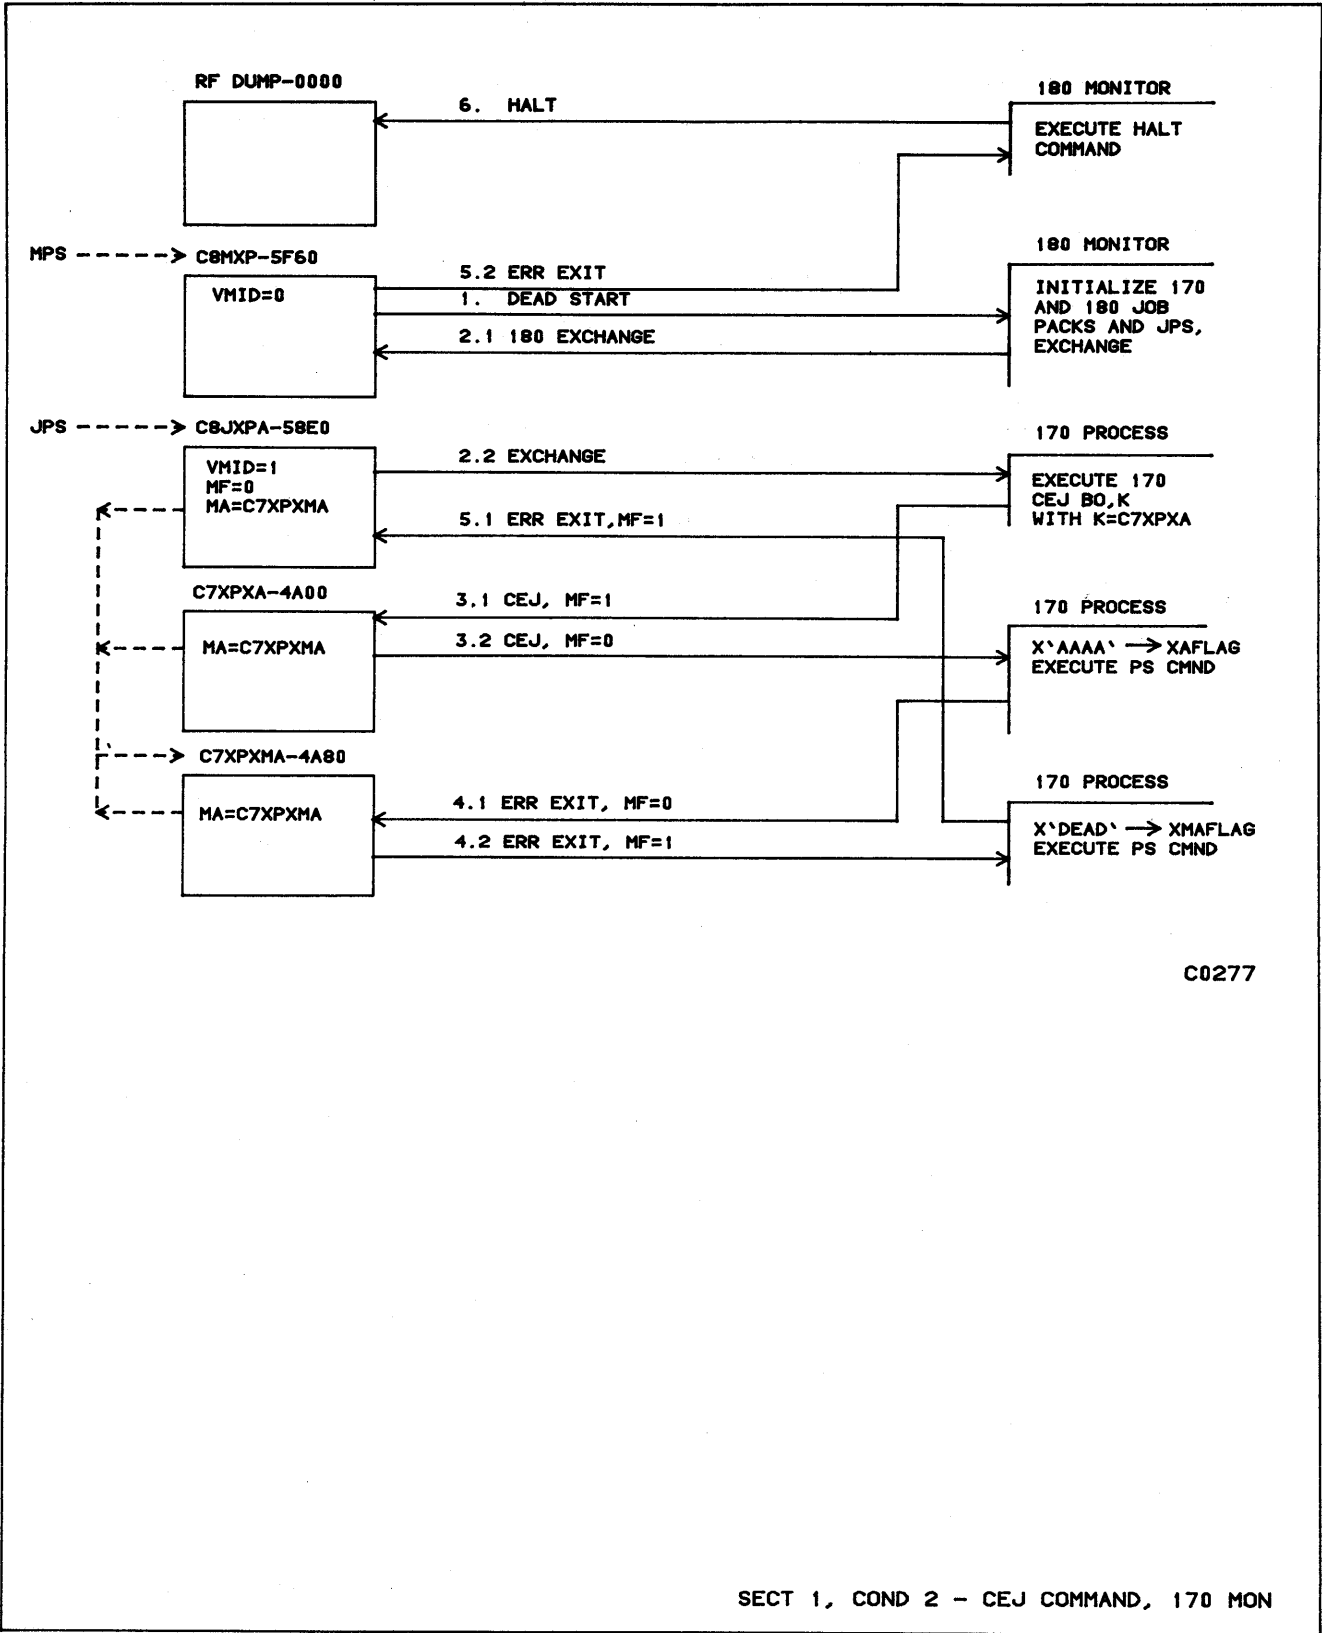 RF DUMP-0000
6. HALT
180 MONITOR
EXECUTE HALT
COMMAND
MPS
C8MXP-5F60
VMID=0
5.2 ERR EXIT
1. DEAD START
2.1 180 EXCHANGE
180 MONITOR
INITIALIZE 170
AND 180 JOB
PACKS AND JPS,
EXCHANGE
JPS
C8JXPA-58E0
VMID=1
MF=0
MA=C7XPXMA
2.2 EXCHANGE
5.1 ERR EXIT,MF=1
170 PROCESS
EXECUTE 170
CEJ BO,K
WITH K=C7XPXA
C7XPXA-4A00
MA=C7XPXMA
3.1 CEJ, MF=1
3.2 CEJ, MF=0
170 PROCESS
X`AAAA` → XAFLAG
EXECUTE PS CMND
C7XPXMA-4A80
MA=C7XPXMA
4.1 ERR EXIT, MF=0
4.2 ERR EXIT, MF=1
170 PROCESS
X`DEAD` → XMAFLAG
EXECUTE PS CMND
C0277
SECT 1, COND 2 - CEJ COMMAND, 170 MON